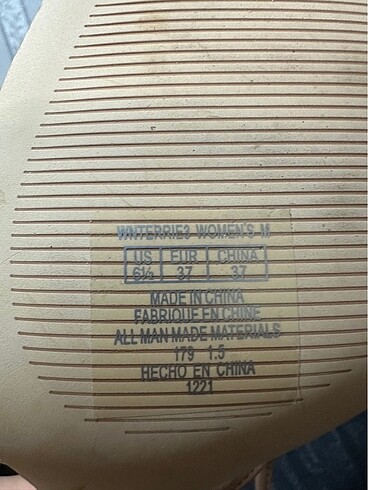 WNTERRIE3 WOMEN'S M
US EUR CHINA
6½ 37 37
MADE IN CHINA
FABRIQUE EN CHINE
ALL MAN MADE MATERIALS
179 1.5
HECHO EN CHINA
1221